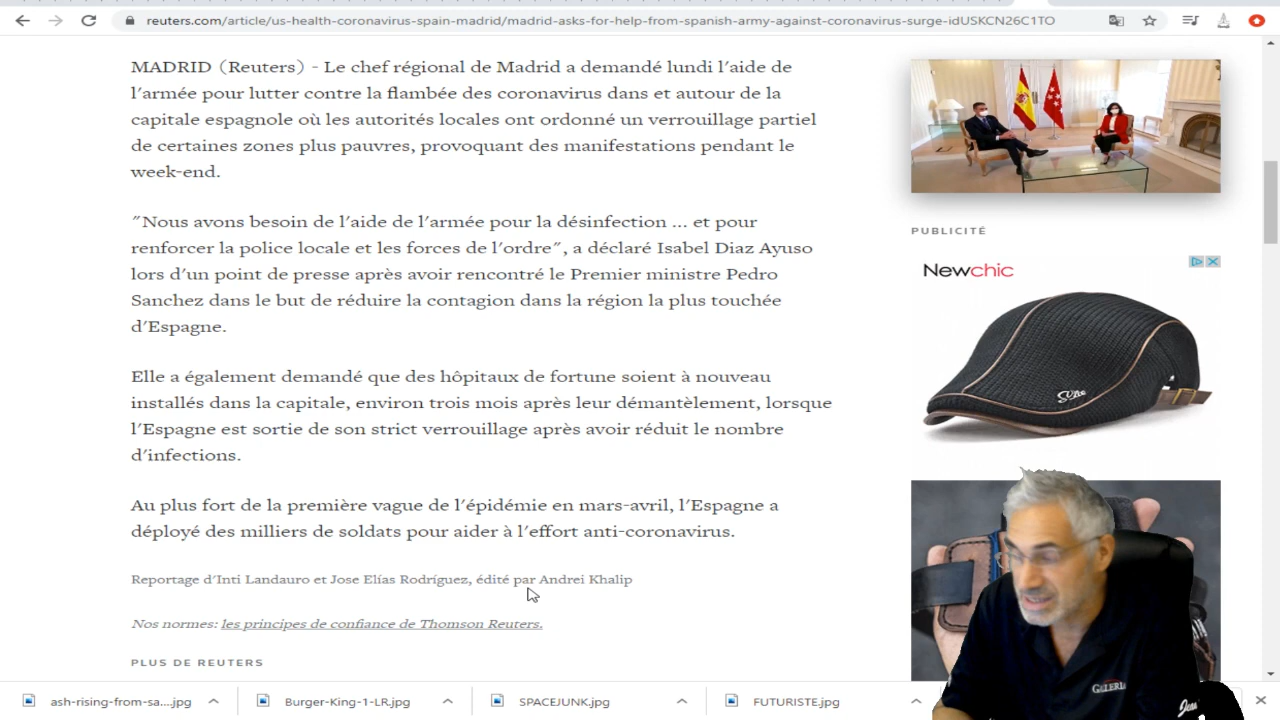 reuters.com/article/us-health-coronavirus-spain-madrid/madrid-asks-for-help-from-spanish-army-against-coronavirus-surge-idUSKCN26C1TO
MADRID (Reuters) - Le chef régional de Madrid a demandé lundi l'aide de
l'armée pour lutter contre la flambée des coronavirus dans et autour de la
capitale espagnole où les autorités locales ont ordonné un verrouillage partiel
de certaines zones plus pauvres, provoquant des manifestations pendant le
week-end.
"Nous avons besoin de l'aide de l'armée pour la désinfection ... et pour
renforcer la police locale et les forces de l'ordre", a déclaré Isabel Diaz Ayuso
lors d'un point de presse après avoir rencontré le Premier ministre Pedro
Sanchez dans le but de réduire la contagion dans la région la plus touchée
d'Espagne.
Elle a également demandé que des hôpitaux de fortune soient à nouveau
installés dans la capitale, environ trois mois après leur démantèlement, lorsque
l'Espagne est sortie de son strict verrouillage après avoir réduit le nombre
d'infections.
Au plus fort de la première vague de l'épidémie en mars-avril, l'Espagne a
déployé des milliers de soldats pour aider à l'effort anti-coronavirus.
Reportage d'Inti Landauro et Jose Elías Rodríguez, édité par Andrei Khalip
Nos normes: les principes de confiance de Thomson Reuters.
PLUS DE REUTERS
PUBLICITÉ
Newchic
GALERIA
ash-rising-from-sa....jpg
Burger-King-1-LR.jpg
SPACEJUNK.jpg
FUTURISTE.jpg